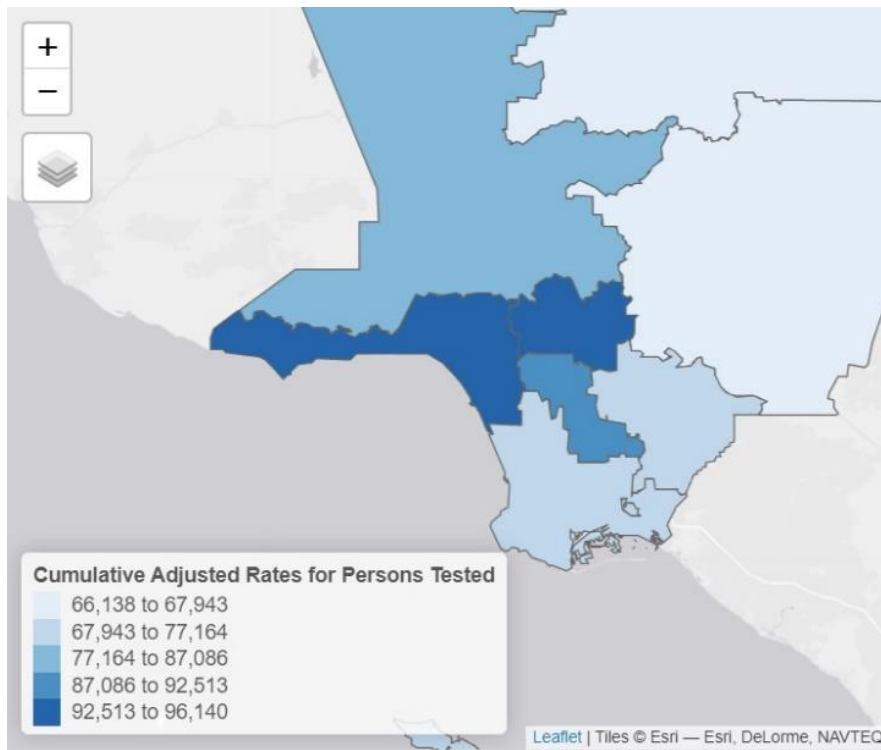 +
−
Cumulative Adjusted Rates for Persons Tested
66,138 to 67,943
67,943 to 77,164
77,164 to 87,086
87,086 to 92,513
92,513 to 96,140
Leaflet | Tiles © Esri — Esri, DeLorme, NAVTEQ